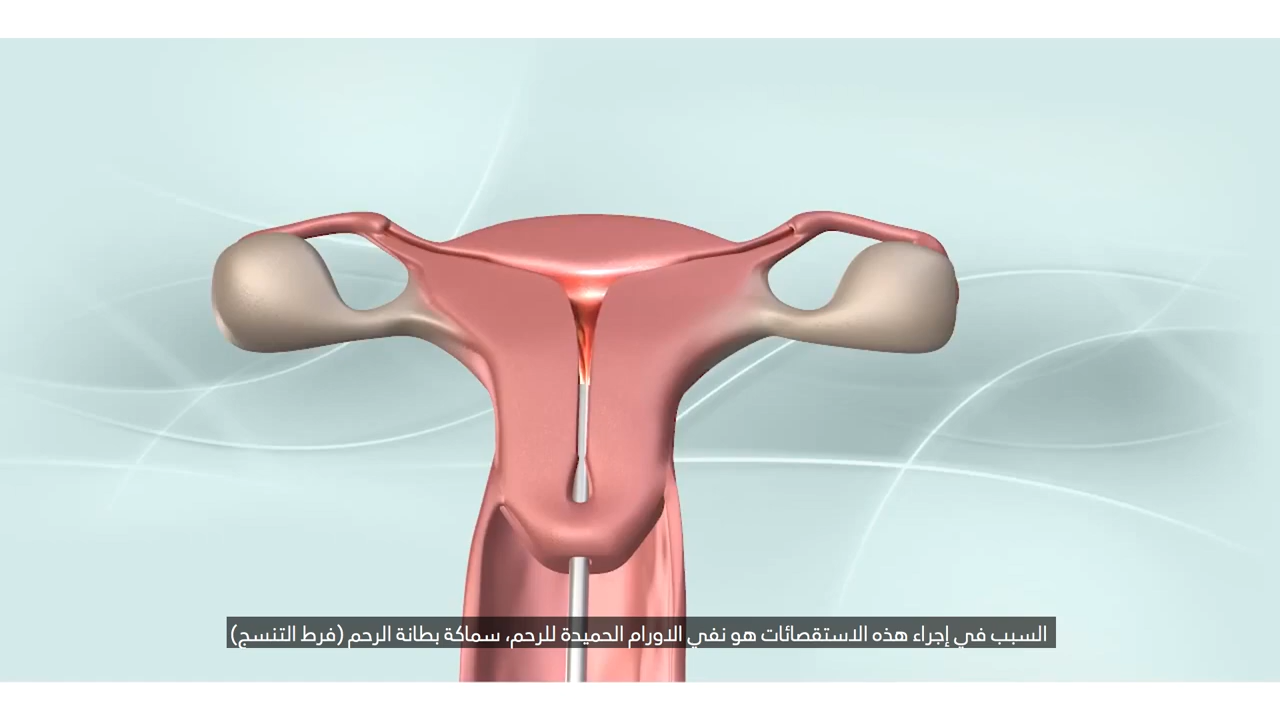 السبب في إجراء هذه الاستقصائات هو نفي الاورام الحميدة للرحم، سماكة بطانة الرحم (فرط التنسج)